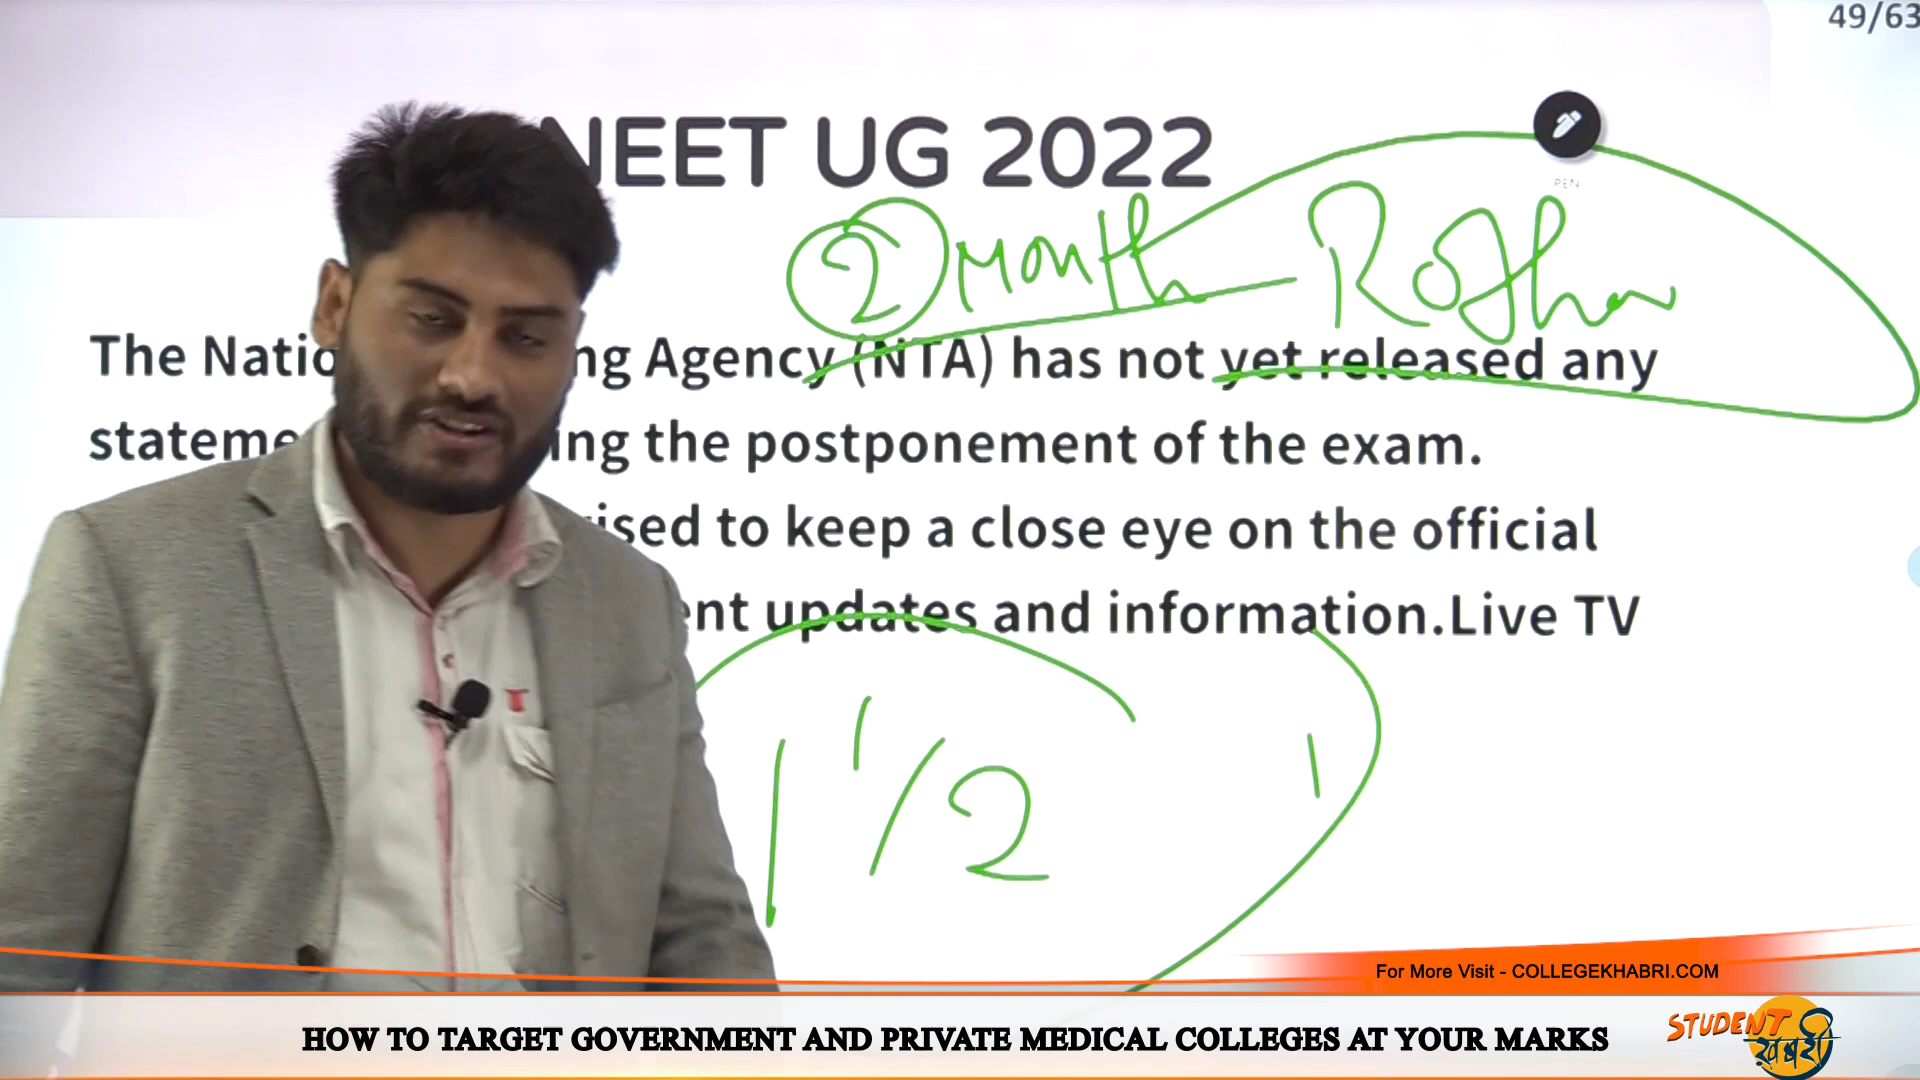 49/63
NEET UG 2022
PEN
2 Month
The Natio ng Agency (NTA) has not yet released any
stateme ing the postponement of the exam.
ised to keep a close eye on the official
ent updates and information.Live TV
1 1/2
For More Visit - COLLEGEKHABRI.COM
HOW TO TARGET GOVERNMENT AND PRIVATE MEDICAL COLLEGES AT YOUR MARKS
STUDENT
खबरी